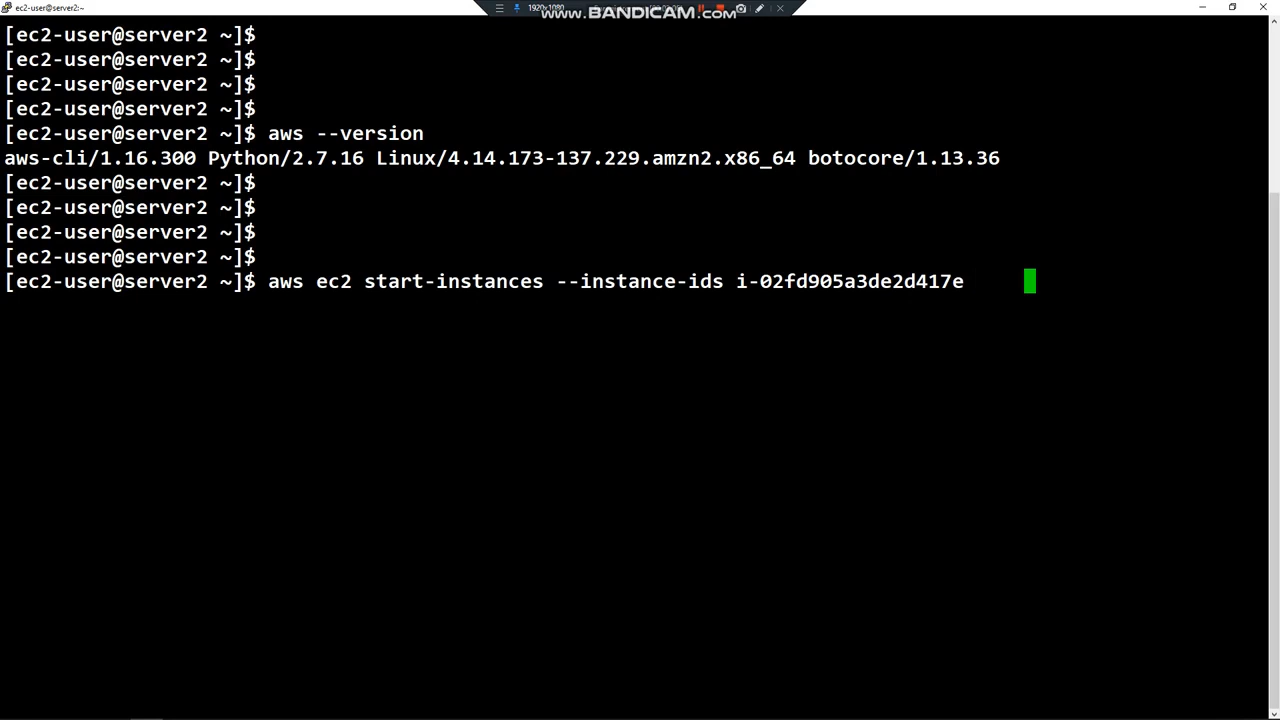 ec2-user@server2:~
1920x1080
www.BANDICAM.com
[ec2-user@server2 ~]$
[ec2-user@server2 ~]$
[ec2-user@server2 ~]$
[ec2-user@server2 ~]$
[ec2-user@server2 ~]$ aws --version
aws-cli/1.16.300 Python/2.7.16 Linux/4.14.173-137.229.amzn2.x86_64 botocore/1.13.36
[ec2-user@server2 ~]$
[ec2-user@server2 ~]$
[ec2-user@server2 ~]$
[ec2-user@server2 ~]$
[ec2-user@server2 ~]$ aws ec2 start-instances --instance-ids i-02fd905a3de2d417e